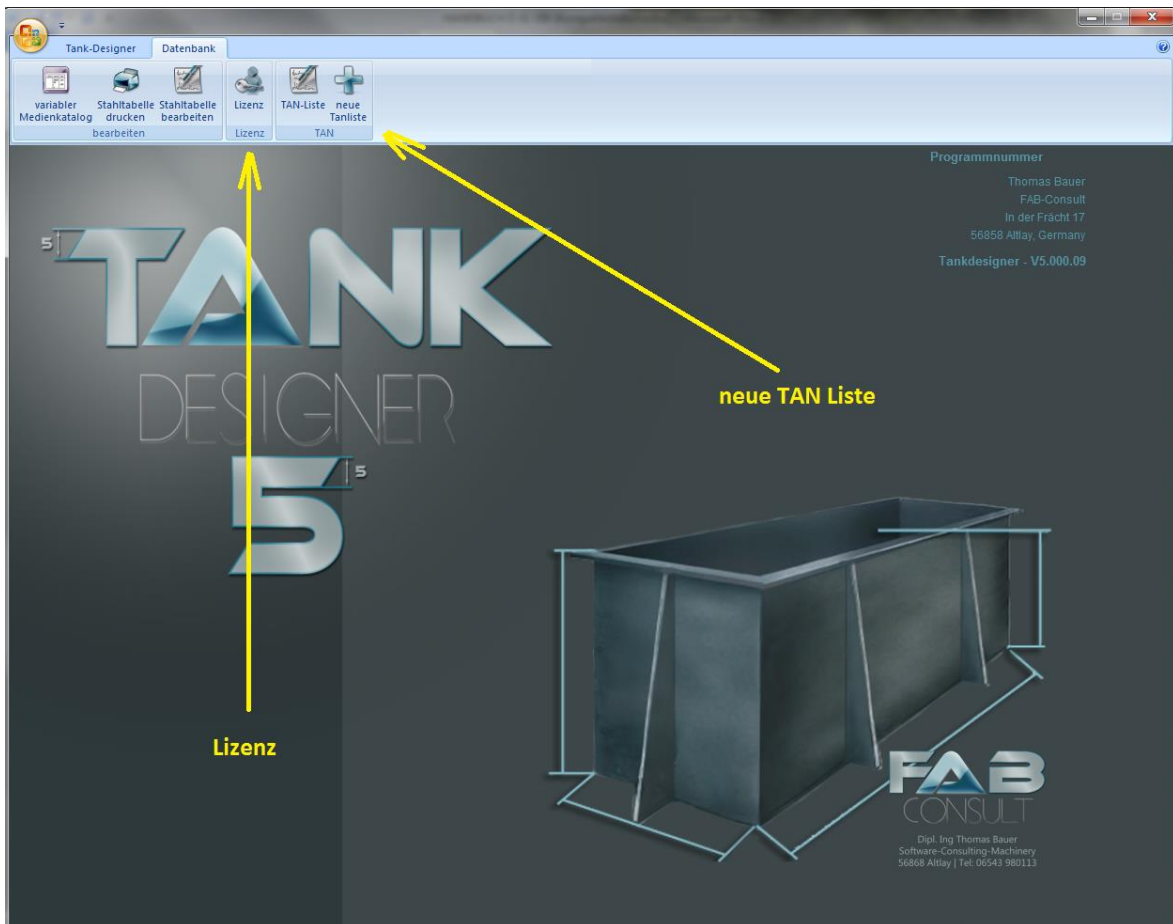 Tank-Designer Datenbank
variabler Medienkatalog
Stahltabelle drucken
Stahltabelle bearbeiten
Lizenz
TAN-Liste
neue Tanliste
bearbeiten Lizenz TAN
Programmnummer
Thomas Bauer
FAB-Consult
In der Frächt 17
56858 Altlay, Germany
Tankdesigner - V5.000.09
5
TANK
DESIGNER
5
5
neue TAN Liste
Lizenz
FAB
CONSULT
Dipl. Ing Thomas Bauer
Software-Consulting-Machinery
56868 Altlay | Tel: 06543 980113